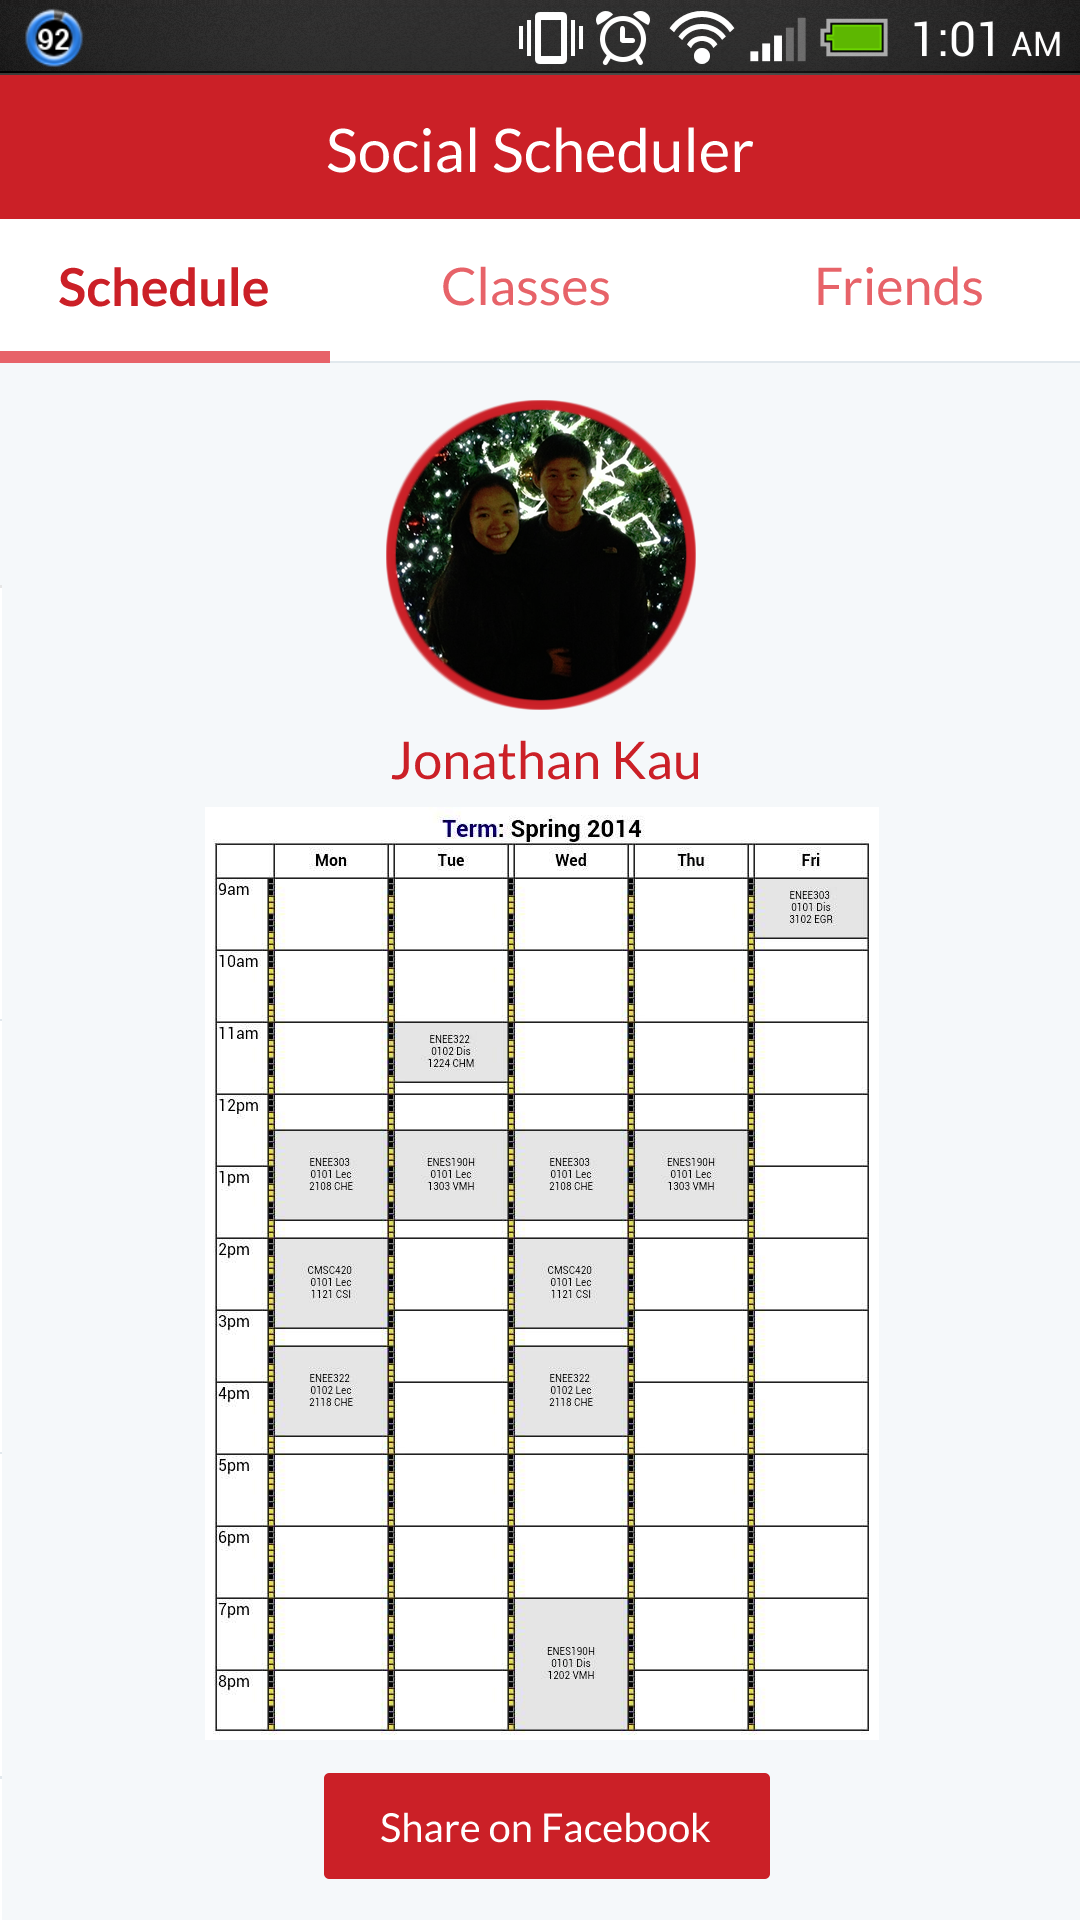 92 1:01 AM
Social Scheduler
Schedule Classes Friends
Jonathan Kau
Term: Spring 2014
Mon Tue Wed Thu Fri
9am
ENEE303
0101 Dis
3102 EGR
10am
11am
ENEE322
0102 Dis
1224 CHM
12pm
ENEE303 ENES190H ENEE303 ENES190H
0101 Lec 0101 Lec 0101 Lec 0101 Lec
2108 CHE 1303 VMH 2108 CHE 1303 VMH
1pm
2pm
CMSC420 CMSC420
0101 Lec 0101 Lec
1121 CSI 1121 CSI
3pm
ENEE322 ENEE322
0102 Lec 0102 Lec
2118 CHE 2118 CHE
4pm
5pm
6pm
7pm
ENES190H
0101 Dis
1202 VMH
8pm
Share on Facebook